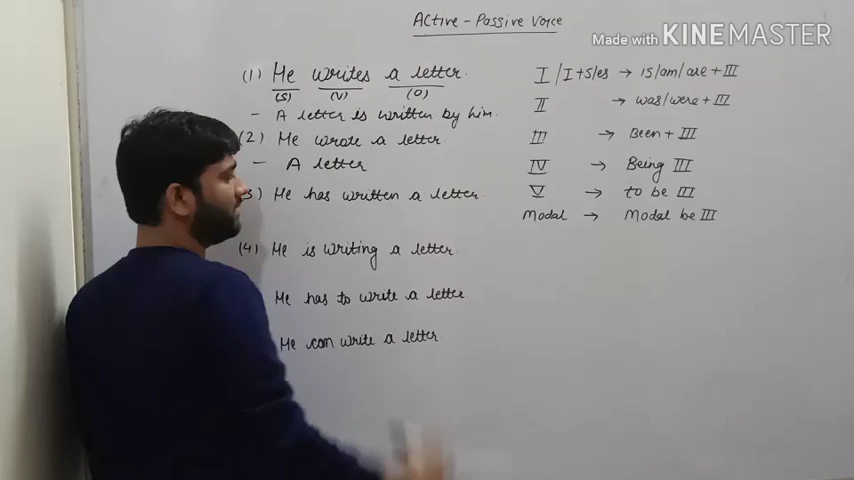 Active - Passive Voice
Made with KINEMASTER
(1) He writes a letter.
(S) (V) (O)
- A letter is written by him.
(2) He wrote a letter
- A letter
3) He has written a letter.
(4) He is writing a letter
He has to write a letter
He can write a letter
I / I+s/es → is/am/are + III
II → was/were + III
III → Been + III
IV → Being III
V → to be III
Modal → Modal be III